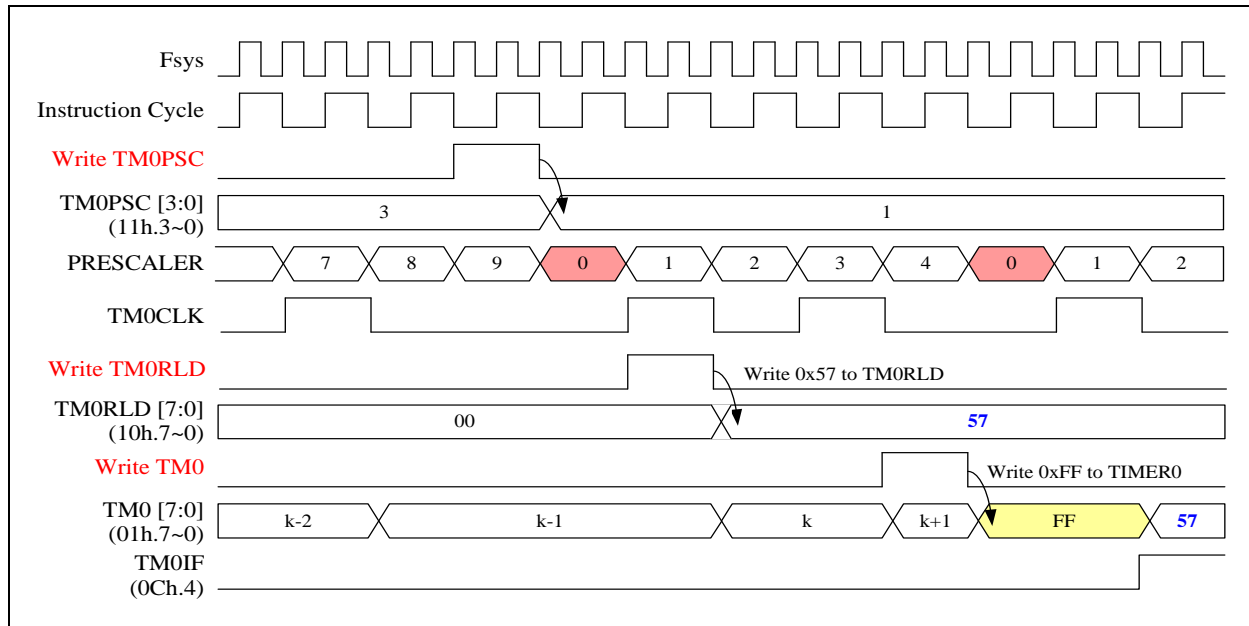 Fsys
Instruction Cycle
Write TM0PSC
TM0PSC [3:0]
(11h.3~0)
3
1
PRESCALER
7
8
9
0
1
2
3
4
0
1
2
TM0CLK
Write TM0RLD
Write 0x57 to TM0RLD
TM0RLD [7:0]
(10h.7~0)
00
57
Write TM0
Write 0xFF to TIMER0
TM0 [7:0]
(01h.7~0)
k-2
k-1
k
k+1
FF
57
TM0IF
(0Ch.4)